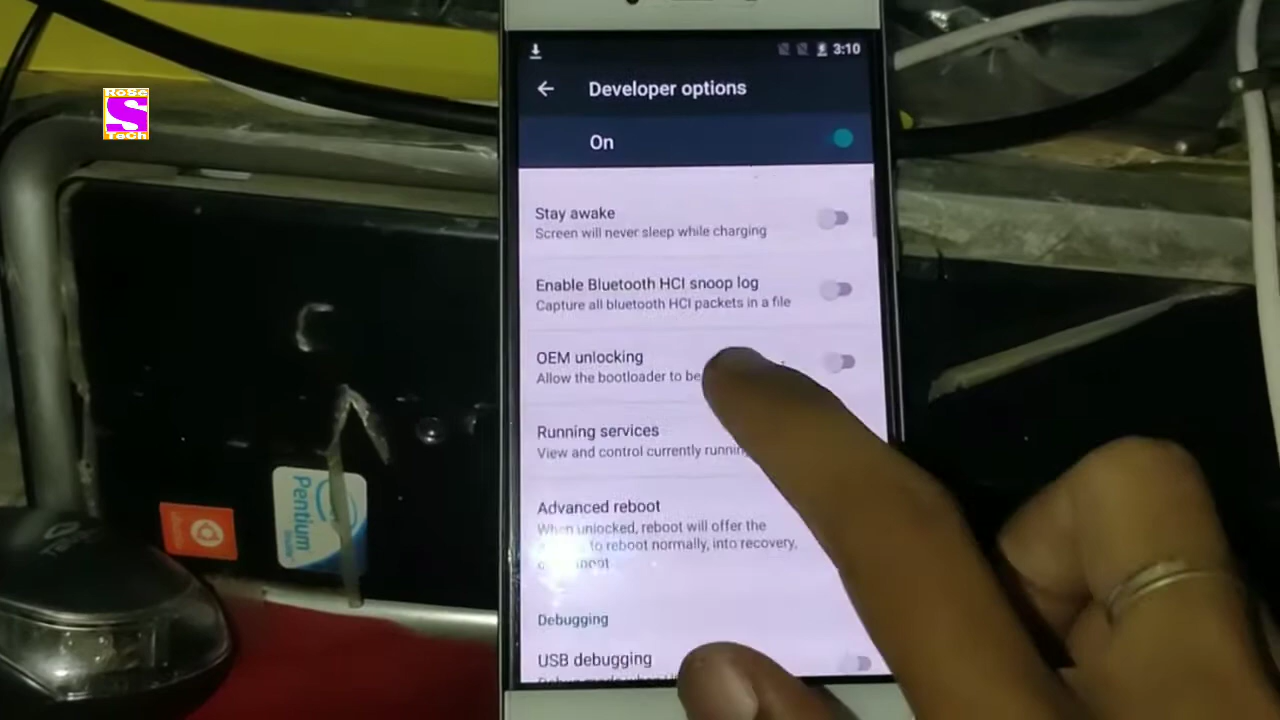 RoSe
S
TeCh
3:10
Developer options
On
Stay awake
Screen will never sleep while charging
Enable Bluetooth HCI snoop log
Capture all bluetooth HCI packets in a file
OEM unlocking
Allow the bootloader to be
Running services
View and control currently running
Advanced reboot
When unlocked, reboot will offer the
to reboot normally, into recovery,
Debugging
USB debugging
Pentium